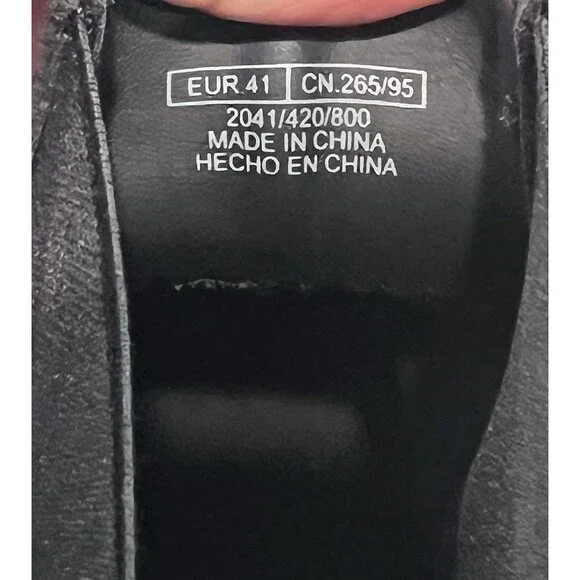 EUR.41 CN.265/95
2041/420/800
MADE IN CHINA
HECHO EN CHINA